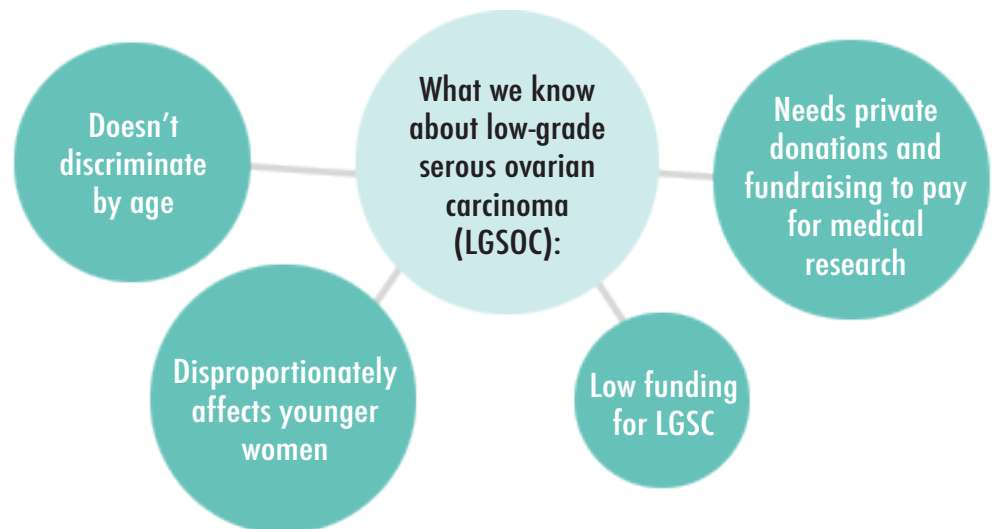 What we know
about low-grade
serous ovarian
carcinoma
(LGSOC):
Doesn't
discriminate
by age
Disproportionately
affects younger
women
Low funding
for LGSC
Needs private
donations and
fundraising to pay
for medical
research